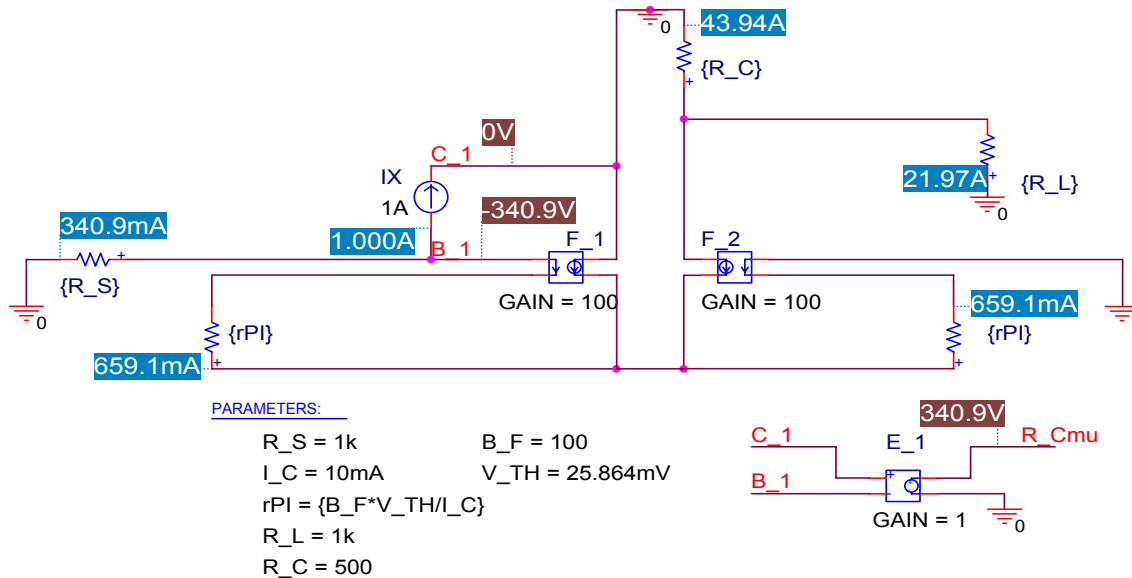 43.94A
0
{R_C}
0V
C_1
IX
1A
-340.9V
21.97A
{R_L}
0
340.9mA
1.000A
B_1
F_1
F_2
{R_S}
GAIN = 100
GAIN = 100
0
659.1mA
{rPI}
{rPI}
659.1mA
PARAMETERS:
R_S = 1k
B_F = 100
I_C = 10mA
V_TH = 25.864mV
rPI = {B_F*V_TH/I_C}
R_L = 1k
R_C = 500
340.9V
C_1
E_1
R_Cmu
B_1
GAIN = 1
0